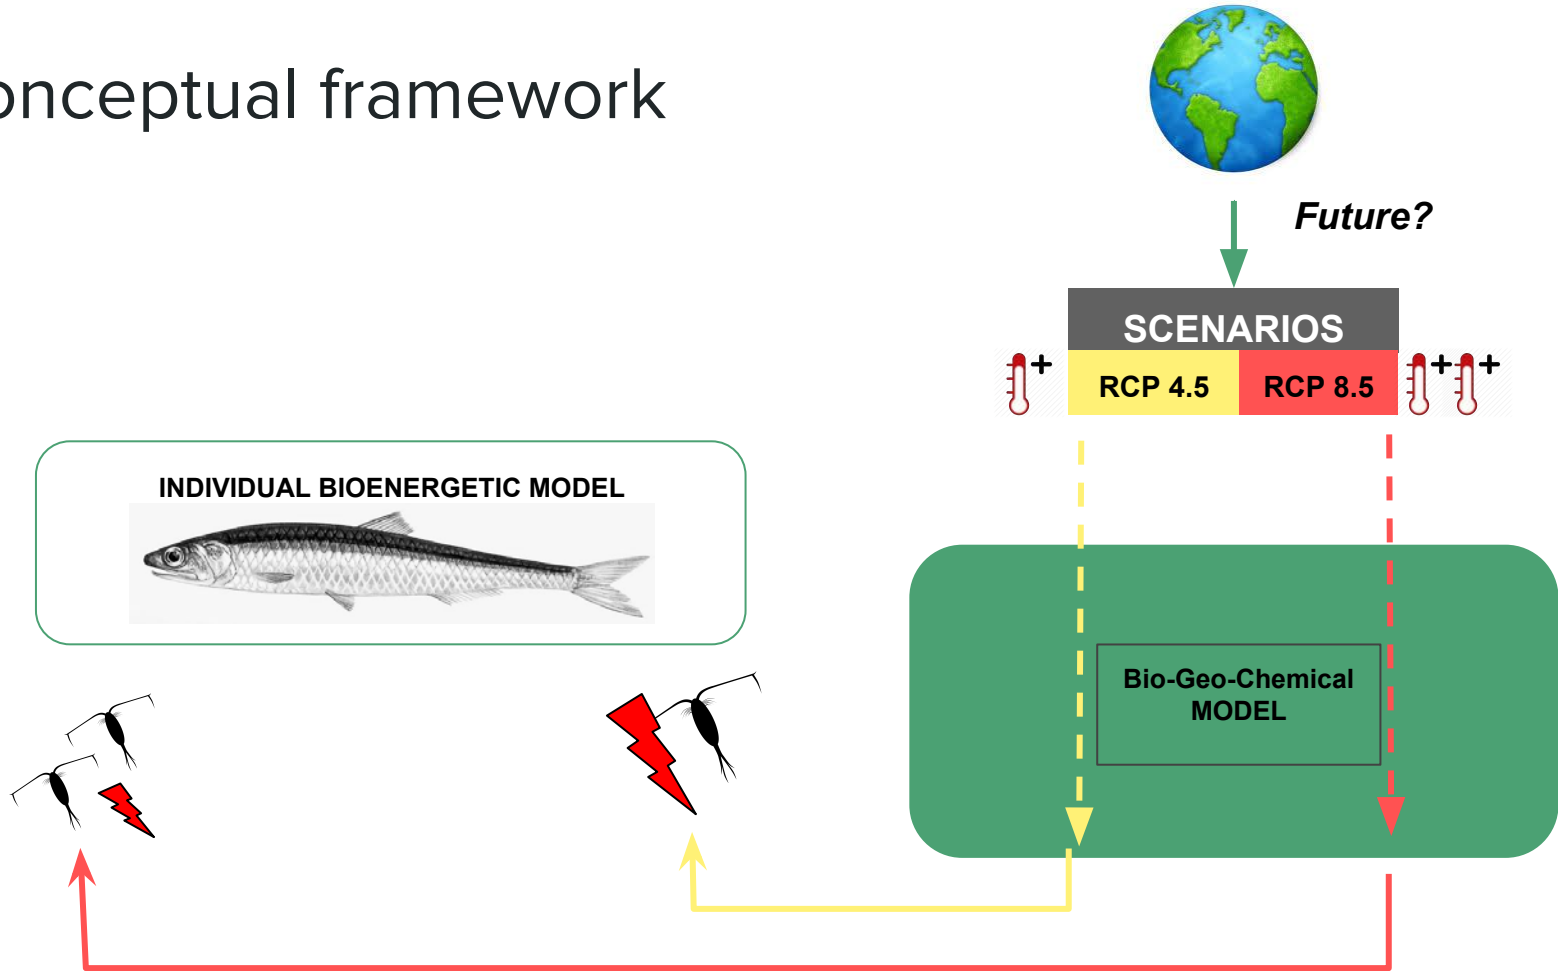 onceptual framework
Future?
SCENARIOS
RCP 4.5 RCP 8.5
INDIVIDUAL BIOENERGETIC MODEL
Bio-Geo-Chemical
MODEL